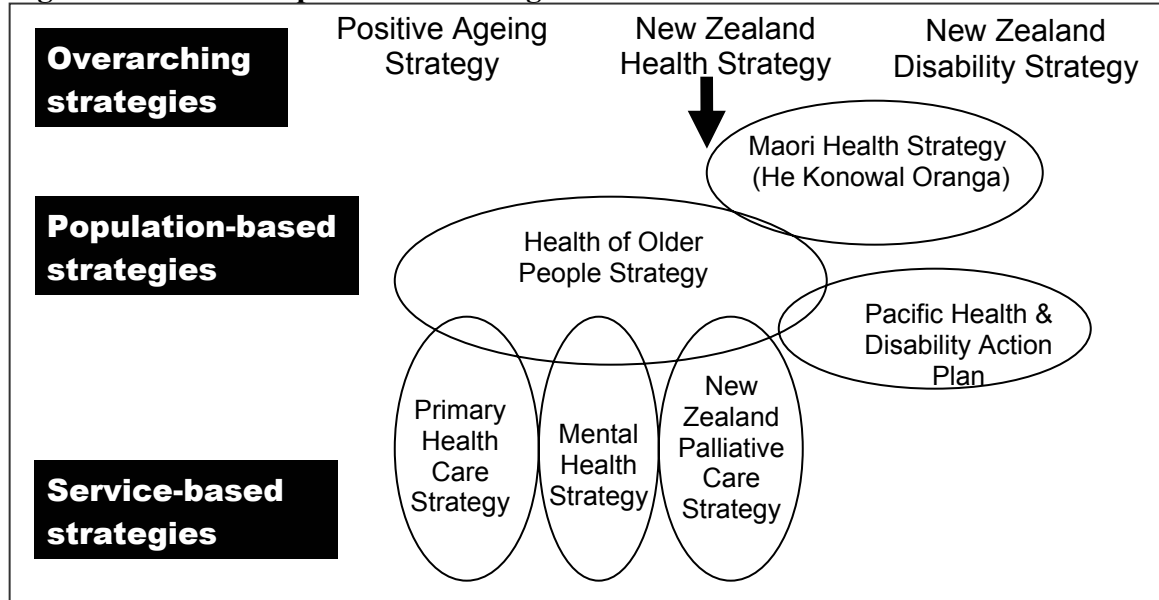 Overarching
strategies
Positive Ageing
Strategy
New Zealand
Health Strategy
New Zealand
Disability Strategy
Maori Health Strategy
(He Konowal Oranga)
Population-based
strategies
Health of Older
People Strategy
Pacific Health &
Disability Action
Plan
Service-based
strategies
Primary
Health
Care
Strategy
Mental
Health
Strategy
New
Zealand
Palliative
Care
Strategy